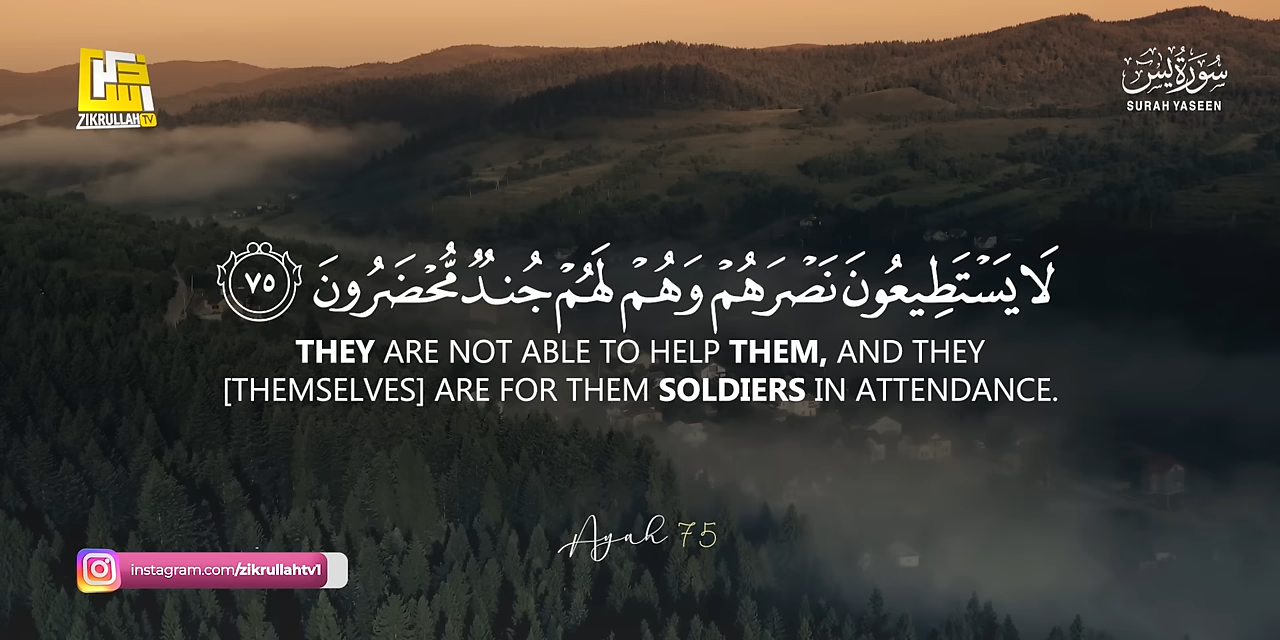 ZIKRULLAH TV
سُورَةُ يسٓ
SURAH YASEEN
لَا يَسْتَطِيعُونَ نَصْرَهُمْ وَهُمْ لَهُمْ جُندٌ مُّحْضَرُونَ ٧٥
THEY ARE NOT ABLE TO HELP THEM, AND THEY
[THEMSELVES] ARE FOR THEM SOLDIERS IN ATTENDANCE.
Ayah 75
instagram.com/zikrullahtv1